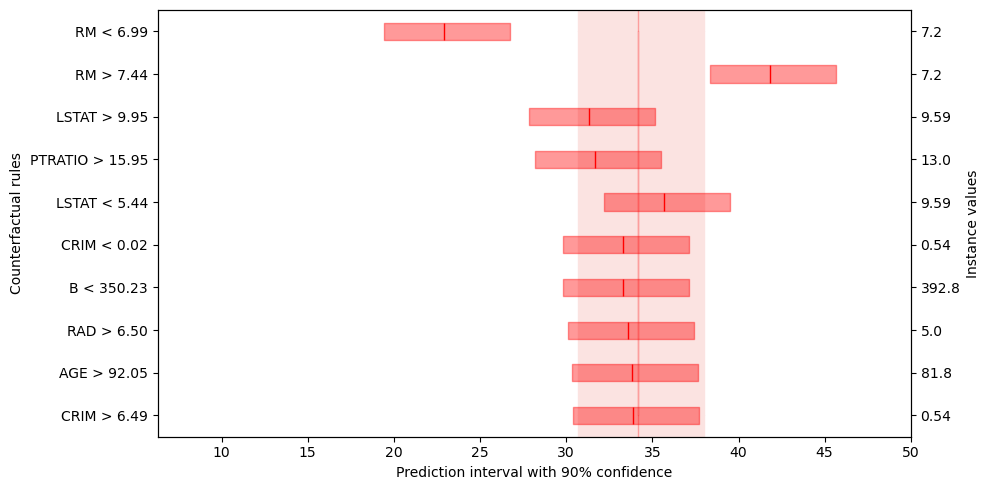 RM < 6.99
7.2
RM > 7.44
7.2
LSTAT > 9.95
9.59
PTRATIO > 15.95
13.0
LSTAT < 5.44
9.59
CRIM < 0.02
0.54
B < 350.23
392.8
RAD > 6.50
5.0
AGE > 92.05
81.8
CRIM > 6.49
0.54
Counterfactual rules
Instance values
10 15 20 25 30 35 40 45 50
Prediction interval with 90% confidence